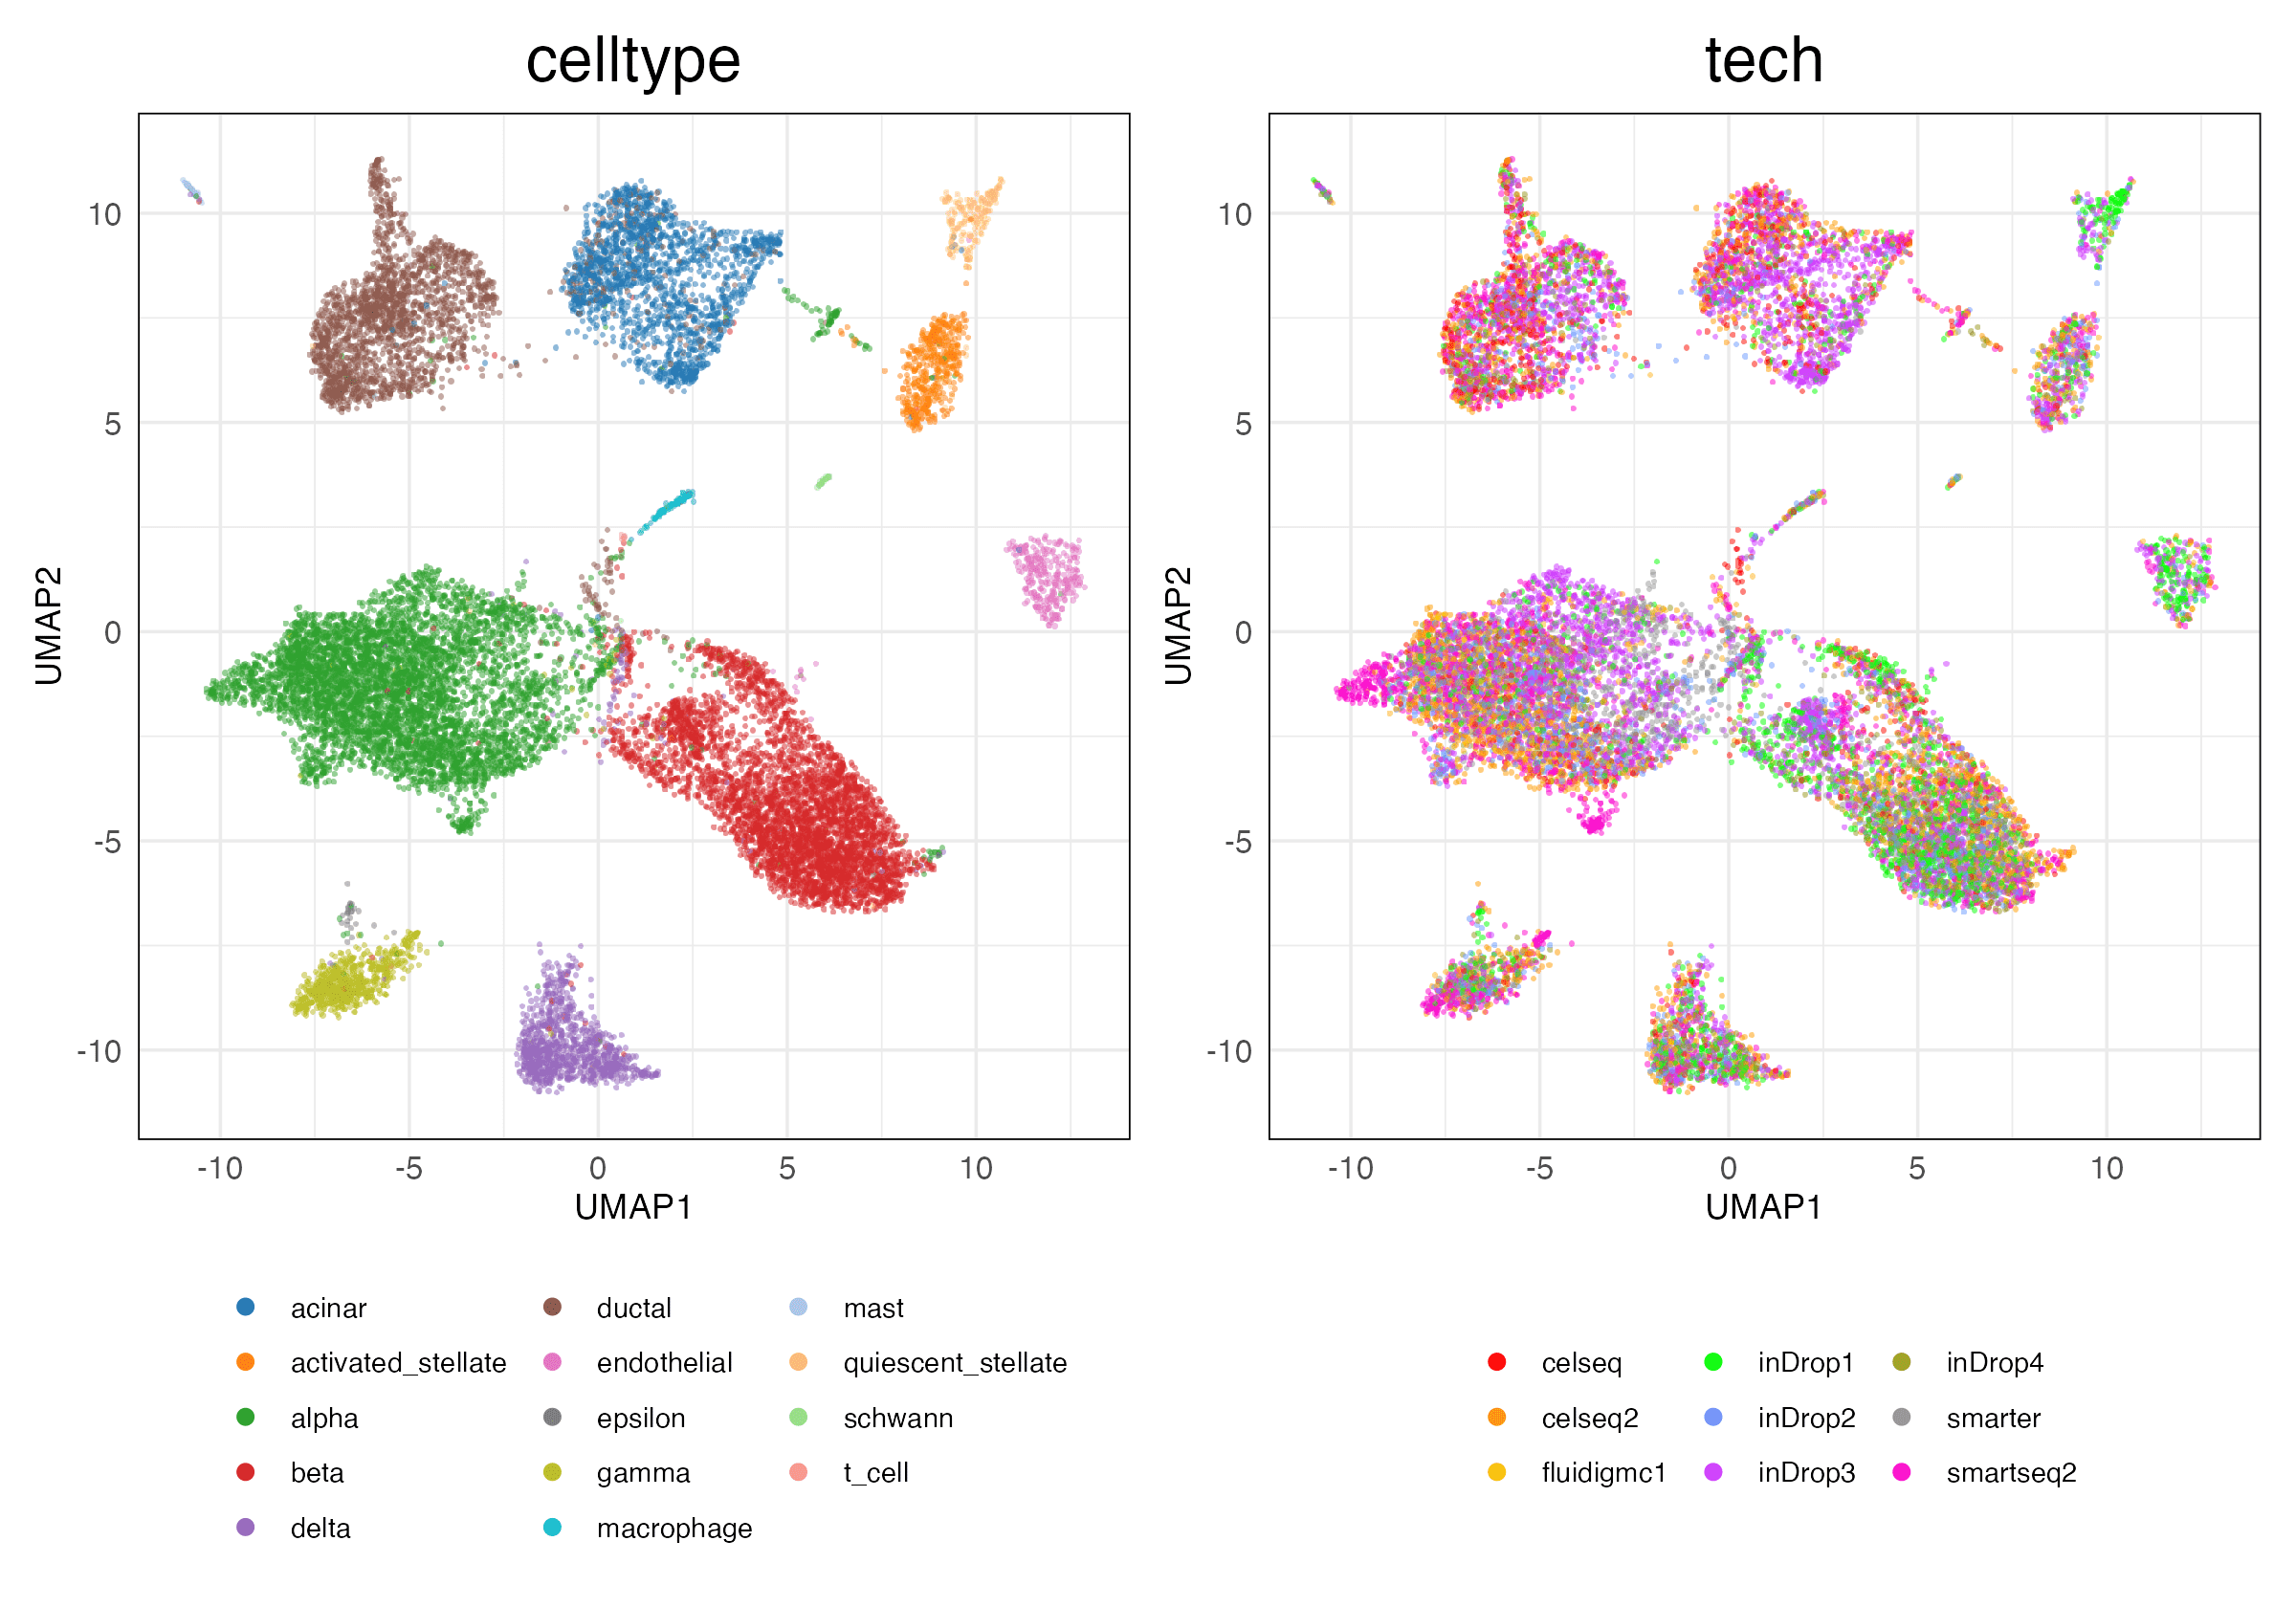 celltype
tech
10
5
0
-5
-10
UMAP2
-10
-5
0
5
10
UMAP1
10
5
0
-5
-10
UMAP2
-10
-5
0
5
10
UMAP1
acinar
activated_stellate
alpha
beta
delta
ductal
endothelial
epsilon
gamma
macrophage
mast
quiescent_stellate
schwann
t_cell
celseq
celseq2
fluidigmc1
inDrop1
inDrop2
inDrop3
inDrop4
smarter
smartseq2